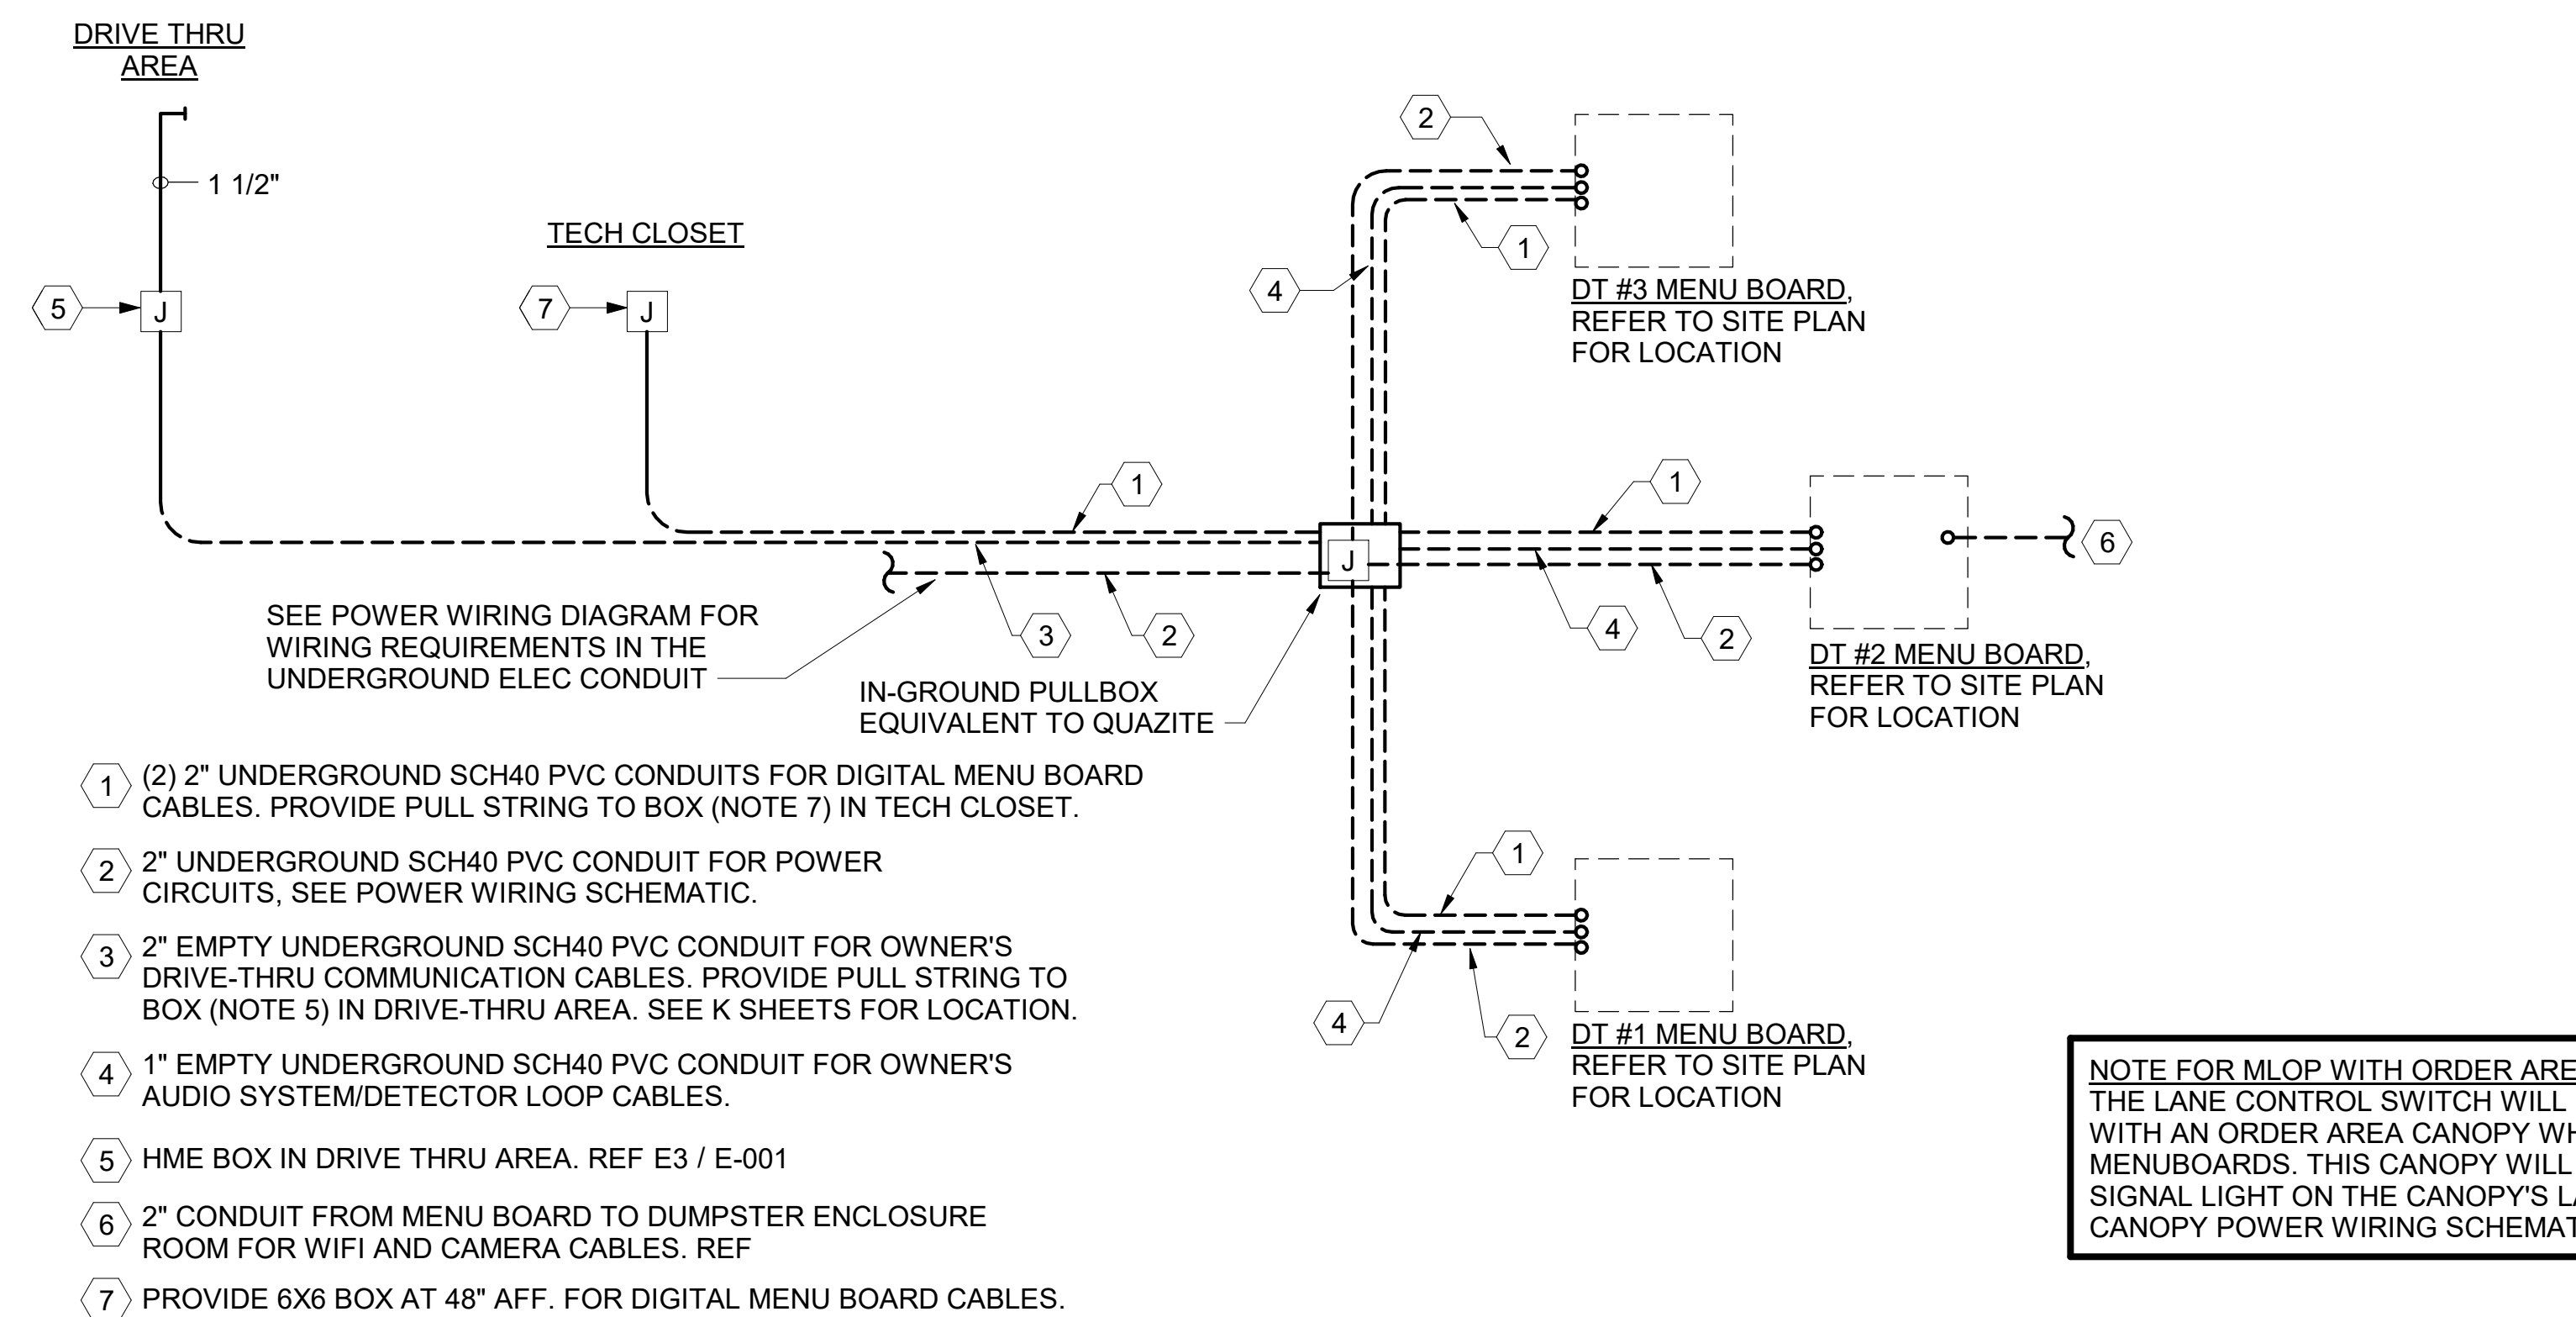 DRIVE THRU
AREA
1 1/2"
TECH CLOSET
5
J
7
J
2
1
4
DT #3 MENU BOARD,
REFER TO SITE PLAN
FOR LOCATION
1
1
J
6
3
2
4
2
SEE POWER WIRING DIAGRAM FOR
WIRING REQUIREMENTS IN THE
UNDERGROUND ELEC CONDUIT
IN-GROUND PULLBOX
EQUIVALENT TO QUAZITE
DT #2 MENU BOARD,
REFER TO SITE PLAN
FOR LOCATION
1
4
2
DT #1 MENU BOARD,
REFER TO SITE PLAN
FOR LOCATION
1 (2) 2" UNDERGROUND SCH40 PVC CONDUITS FOR DIGITAL MENU BOARD
CABLES. PROVIDE PULL STRING TO BOX (NOTE 7) IN TECH CLOSET.
2 2" UNDERGROUND SCH40 PVC CONDUIT FOR POWER
CIRCUITS, SEE POWER WIRING SCHEMATIC.
3 2" EMPTY UNDERGROUND SCH40 PVC CONDUIT FOR OWNER'S
DRIVE-THRU COMMUNICATION CABLES. PROVIDE PULL STRING TO
BOX (NOTE 5) IN DRIVE-THRU AREA. SEE K SHEETS FOR LOCATION.
4 1" EMPTY UNDERGROUND SCH40 PVC CONDUIT FOR OWNER'S
AUDIO SYSTEM/DETECTOR LOOP CABLES.
5 HME BOX IN DRIVE THRU AREA. REF E3 / E-001
6 2" CONDUIT FROM MENU BOARD TO DUMPSTER ENCLOSURE
ROOM FOR WIFI AND CAMERA CABLES. REF
7 PROVIDE 6X6 BOX AT 48" AFF. FOR DIGITAL MENU BOARD CABLES.
NOTE FOR MLOP WITH ORDER
THE LANE CONTROL SWITCH WILL
WITH AN ORDER AREA CANOPY
MENUBOARDS. THIS CANOPY WILL
SIGNAL LIGHT ON THE CANOPY'S
CANOPY POWER WIRING